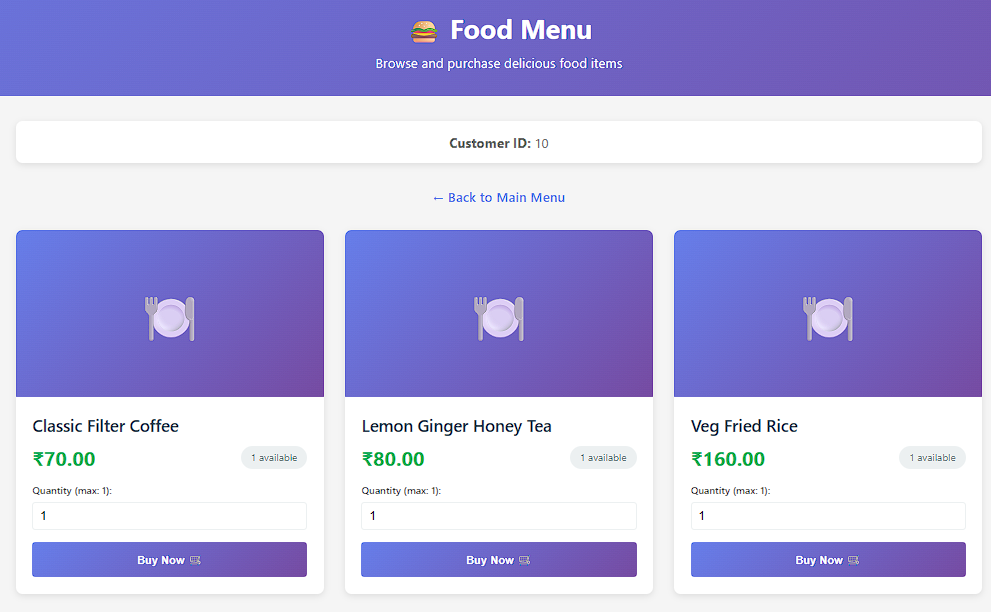 Food Menu
Browse and purchase delicious food items
Customer ID: 10
← Back to Main Menu
Classic Filter Coffee
₹70.00
1 available
Quantity (max: 1):
1
Buy Now
Lemon Ginger Honey Tea
₹80.00
1 available
Quantity (max: 1):
1
Buy Now
Veg Fried Rice
₹160.00
1 available
Quantity (max: 1):
1
Buy Now